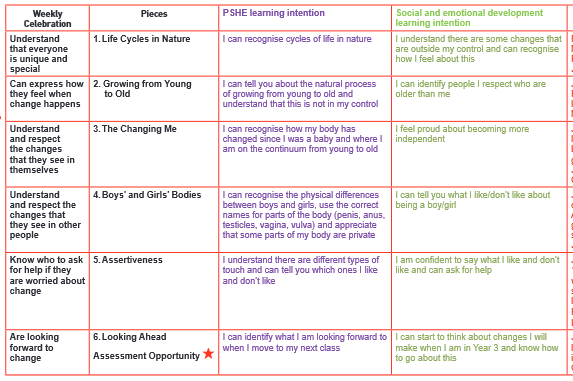 Weekly
Celebration
Pieces
PSHE learning intention
Social and emotional development
learning intention
Understand
that everyone
is unique and
special
1. Life Cycles in Nature
I can recognise cycles of life in nature
I understand there are some changes that
are outside my control and can recognise
how I feel about this
Can express how
they feel when
change happens
2. Growing from Young
to Old
I can tell you about the natural process
of growing from young to old and
understand that this is not in my control
I can identify people I respect who are
older than me
Understand
and respect
the changes
that they see in
themselves
3. The Changing Me
I can recognise how my body has
changed since I was a baby and where I
am on the continuum from young to old
I feel proud about becoming more
independent
Understand
and respect the
changes that
they see in other
people
4. Boys' and Girls' Bodies
I can recognise the physical differences
between boys and girls, use the correct
names for parts of the body (penis, anus,
testicles, vagina, vulva) and appreciate
that some parts of my body are private
I can tell you what I like/don't like about
being a boy/girl
Know who to ask
for help if they
are worried about
change
5. Assertiveness
I understand there are different types of
touch and can tell you which ones I like
and don't like
I am confident to say what I like and don't
like and can ask for help
Are looking
forward to
change
6. Looking Ahead
Assessment Opportunity
I can identify what I am looking forward to
when I move to my next class
I can start to think about changes I will
make when I am in Year 3 and know how
to go about this